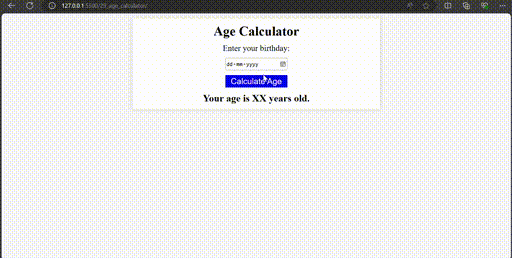 127.0.0.1:5500/29_age_calculator/
Age Calculator
Enter your birthday:
dd-mm-yyyy
Calculate Age
Your age is XX years old.